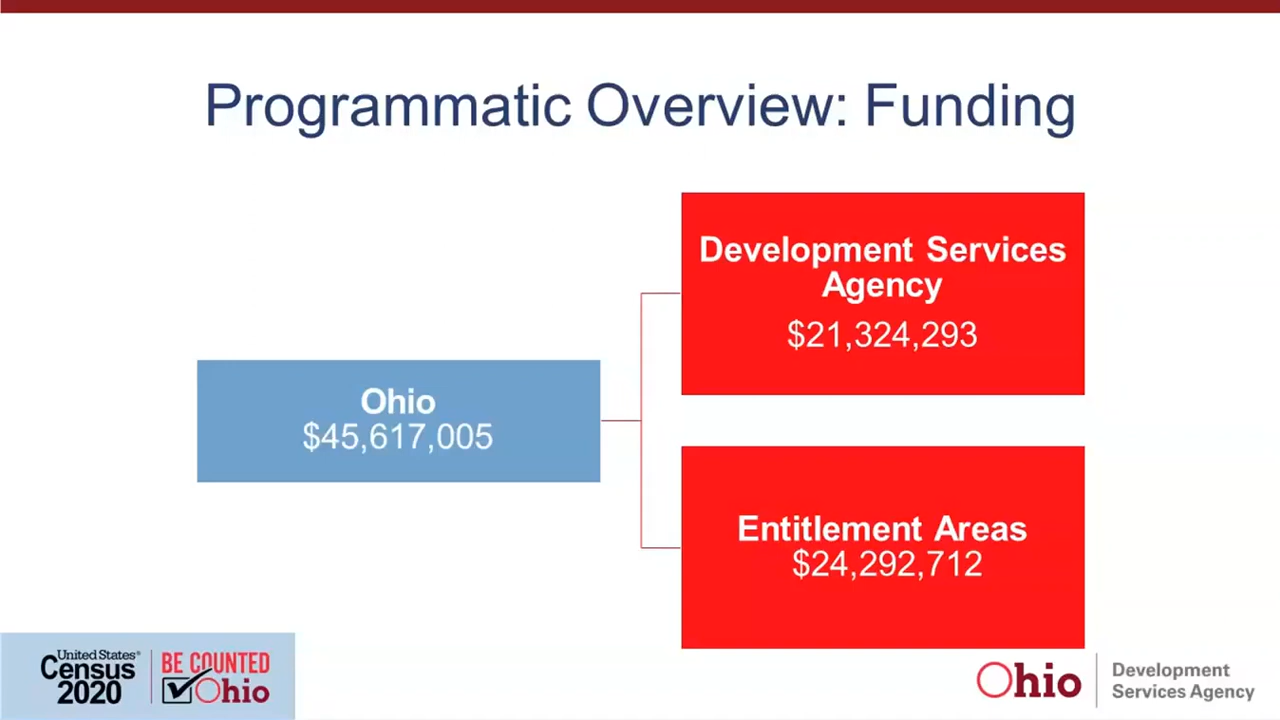 Programmatic Overview: Funding
Development Services
Agency
$21,324,293
Ohio
$45,617,005
Entitlement Areas
$24,292,712
United States®
Census
2020
BE COUNTED
Ohio
Ohio
Development
Services Agency